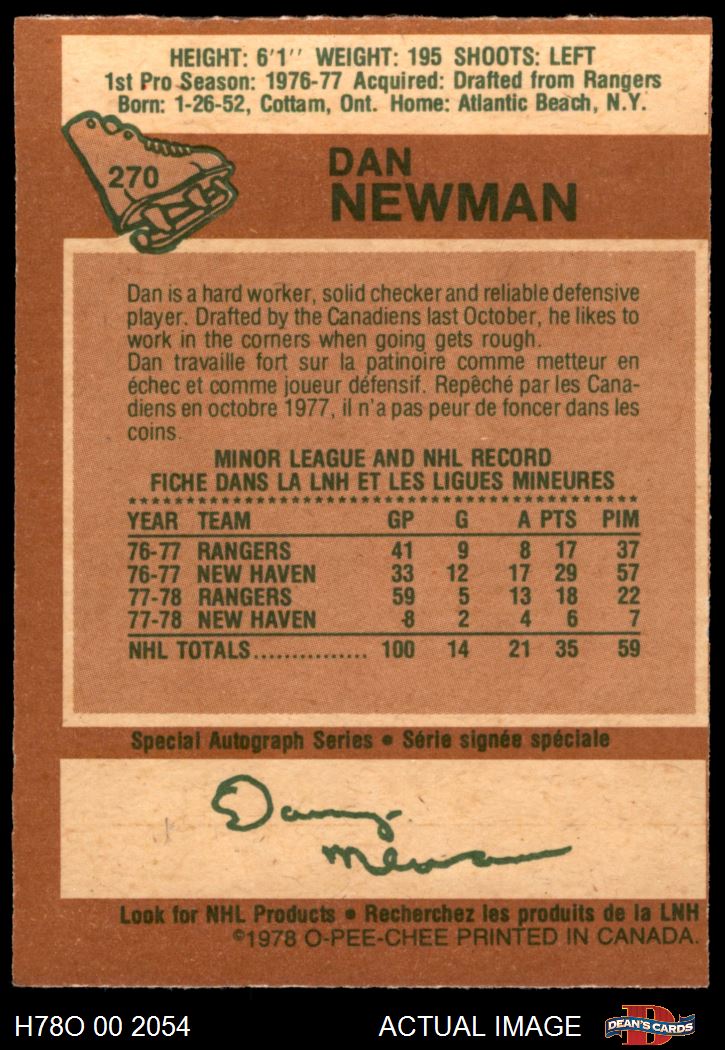 HEIGHT: 6'1'' WEIGHT: 195 SHOOTS: LEFT
1st Pro Season: 1976-77 Acquired: Drafted from Rangers
Born: 1-26-52, Cottam, Ont. Home: Atlantic Beach, N.Y.
270
DAN
NEWMAN
Dan is a hard worker, solid checker and reliable defensive
player. Drafted by the Canadiens last October, he likes to
work in the corners when going gets rough.
Dan travaille fort sur la patinoire comme metteur en
échec et comme joueur défensif. Repêché par les Cana-
diens en octobre 1977, il n'a pas peur de foncer dans les
coins.
MINOR LEAGUE AND NHL RECORD
FICHE DANS LA LNH ET LES LIGUES MINEURES
YEAR TEAM GP G A PTS PIM
76-77 RANGERS 41 9 8 17 37
76-77 NEW HAVEN 33 12 17 29 57
77-78 RANGERS 59 5 13 18 22
77-78 NEW HAVEN 8 2 4 6 7
NHL TOTALS............... 100 14 21 35 59
Special Autograph Series • Série signée spéciale
Danny
Newman
Look for NHL Products • Recherchez les produits de la LNH
©1978 O-PEE-CHEE PRINTED IN CANADA.
H78O 00 2054 ACTUAL IMAGE D DEAN'S CARDS